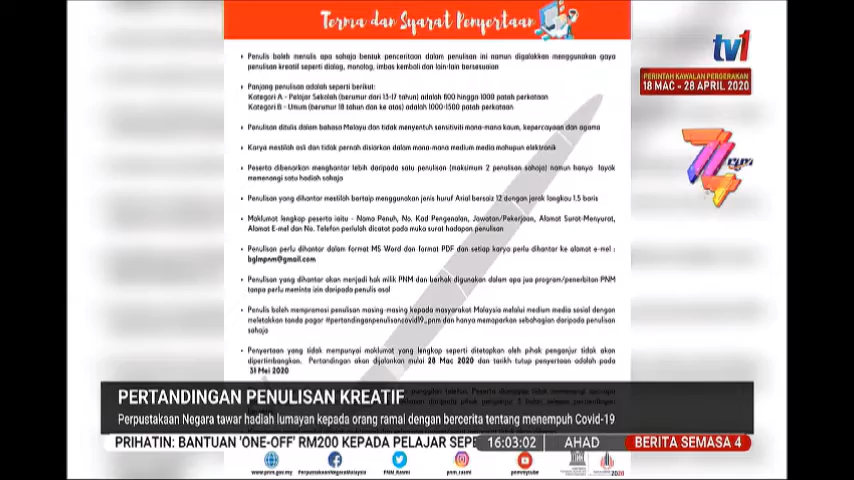 Terma dan Syarat Penyertaan
tv1
PERINTAH KAWALAN PERGERAKAN
18 MAC - 28 APRIL 2020
• Penulis boleh menulis apa sahaja bentuk penceritaan dalam penulisan ini namun digalakkan menggunakan gaya
penulisan kreatif seperti dialog, monolog, imbas kembali dan lain-lain bersesuaian
• Panjang penulisan adalah seperti berikut:
Kategori A - Pelajar Sekolah (berumur dari 13-17 tahun) adalah 800 hingga 1000 patah perkataan
Kategori B - Umum (berumur 18 tahun dan ke atas) adalah 1000-1500 patah perkataan
• Penulisan ditulis dalam bahasa Melayu dan tidak menyentuh sensitiviti mana-mana kaum, kepercayaan dan agama
• Karya mestilah asli dan tidak pernah disiarkan dalam mana-mana medium media mahupun elektronik
• Peserta dibenarkan menghantar lebih daripada satu penulisan (maksimum 2 penulisan sahaja) namun hanya layak
memenangi satu hadiah sahaja
• Penulisan yang dihantar mestilah bertaip menggunakan jenis huruf Arial bersaiz 12 dengan jarak langkau 1.5 baris
• Maklumat lengkap peserta iaitu - Nama Penuh, No. Kad Pengenalan, Jawatan/Pekerjaan, Alamat Surat-Menyurat,
Alamat E-mel dan No. Telefon perlulah dicatat pada muka surat hadapan penulisan
• Penulisan perlu dihantar dalam format MS Word dan format PDF dan setiap karya perlu dihantar ke alamat e-mel :
bglmpnm@gmail.com
• Penulisan yang dihantar akan menjadi hak milik PNM dan berhak digunakan dalam apa jua program/penerbitan PNM
tanpa perlu meminta izin daripada penulis asal
• Penulis boleh mempromosi penulisan masing-masing kepada masyarakat Malaysia melalui medium media sosial dengan
meletakkan tanda pagar #pertandinganpenulisancovid19_pnm dan hanya memaparkan sebahagian daripada penulisan
sahaja
• Penyertaan yang tidak mempunyai maklumat yang lengkap seperti ditetapkan oleh pihak penganjur tidak akan
dipertimbangkan. Pertandingan akan dijalankan mulai 28 Mac 2020 dan tarikh tutup penyertaan adalah pada
31 Mei 2020
PERTANDINGAN PENULISAN KREATIF
Perpustakaan Negara tawar hadiah lumayan kepada orang ramai dengan bercerita tentang menempuh Covid-19
PRIHATIN: BANTUAN 'ONE-OFF' RM200 KEPADA PELAJAR SEPE
16:03:02
AHAD
BERITA SEMASA 4
www.pnm.gov.my
PerpustakaanNegaraMalaysia
PNM_Rasmi
pnm_rasmi
pnmmytube
2020